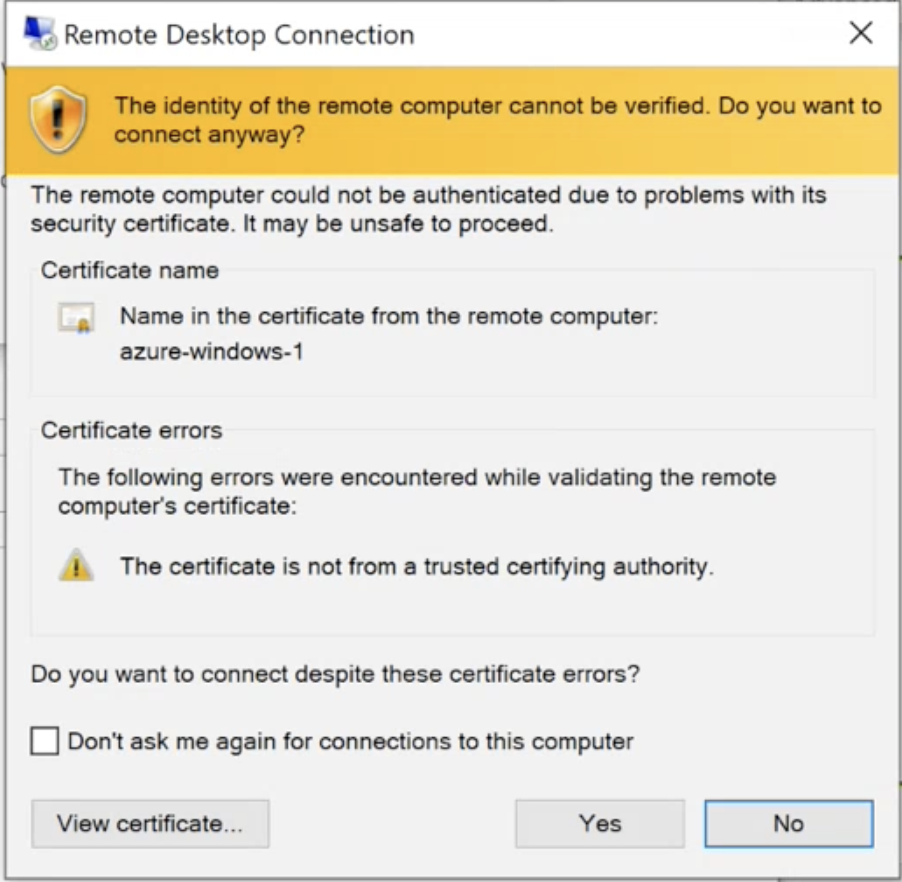 Remote Desktop Connection
The identity of the remote computer cannot be verified. Do you want to
connect anyway?
The remote computer could not be authenticated due to problems with its
security certificate. It may be unsafe to proceed.
Certificate name
Name in the certificate from the remote computer:
azure-windows-1
Certificate errors
The following errors were encountered while validating the remote
computer's certificate:
The certificate is not from a trusted certifying authority.
Do you want to connect despite these certificate errors?
Don't ask me again for connections to this computer
View certificate...
Yes
No